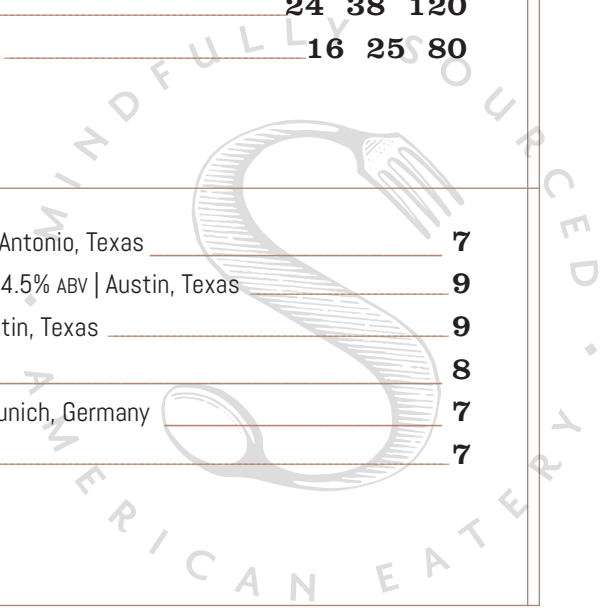 24 38 120
16 25 80
MINDFULLY SOURCED
Antonio, Texas 7
4.5% ABV | Austin, Texas 9
tin, Texas 9
8
unich, Germany 7
7
• AMERICAN EATERY •